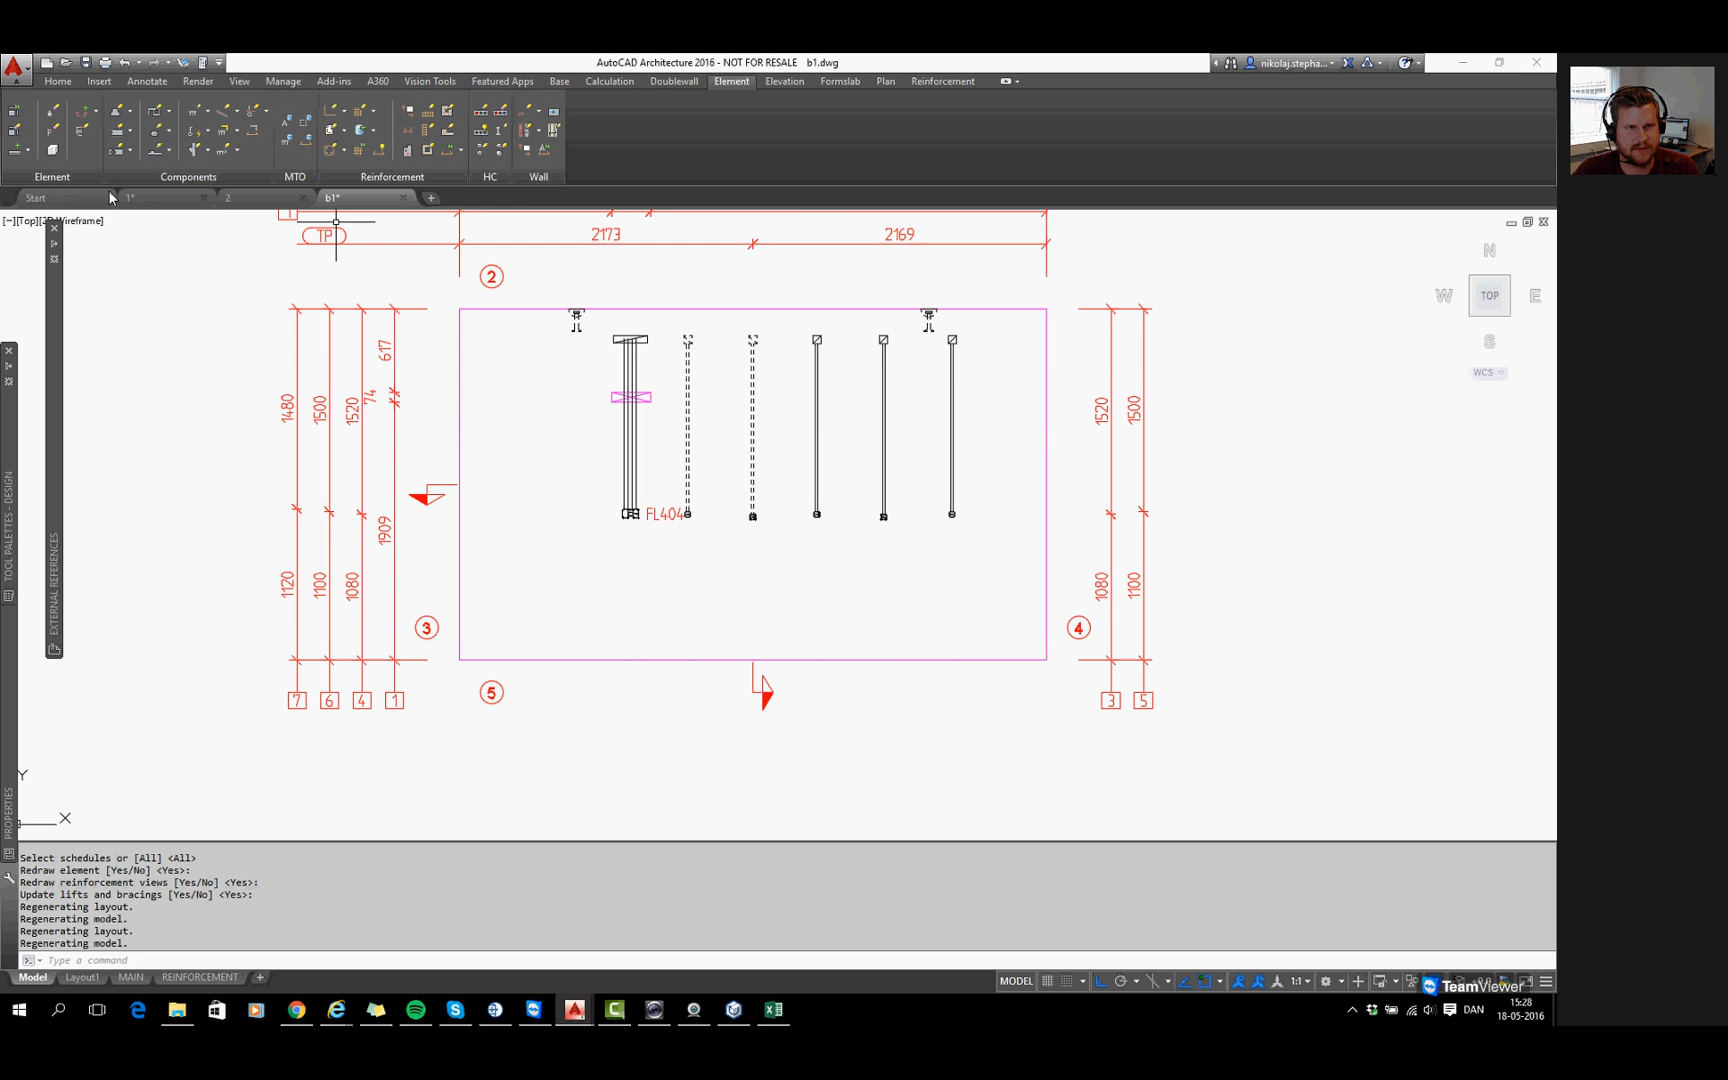 AutoCAD Architecture 2016 - NOT FOR RESALE b1.dwg
nikolaj.stepha...
Home Insert Annotate Render View Manage Add-ins A360 Vision Tools Featured Apps Base Calculation Doublewall Element Elevation Formslab Plan Reinforcement
Element Components MTO Reinforcement HC Wall
Start 1* 2 b1*
[−][Top][2D Wireframe]
TP
2173 2169
2
N
W TOP E
S
WCS
1480 1500 1520 74 617
1520 1500
FL404
1120 1100 1080 1909
1080 1100
3 4
5
7 6 4 1
3 5
TOOL PALETTES - DESIGN
EXTERNAL REFERENCES
PROPERTIES
Y
X
Select schedules or [All] <All>
Redraw element [Yes/No] <Yes>:
Redraw reinforcement views [Yes/No] <Yes>:
Update lifts and bracings [Yes/No] <Yes>:
Regenerating layout.
Regenerating model.
Regenerating layout.
Regenerating model.
Type a command
Model Layout1 MAIN REINFORCEMENT
MODEL 1:1
TeamViewer
DAN
15:28
18-05-2016